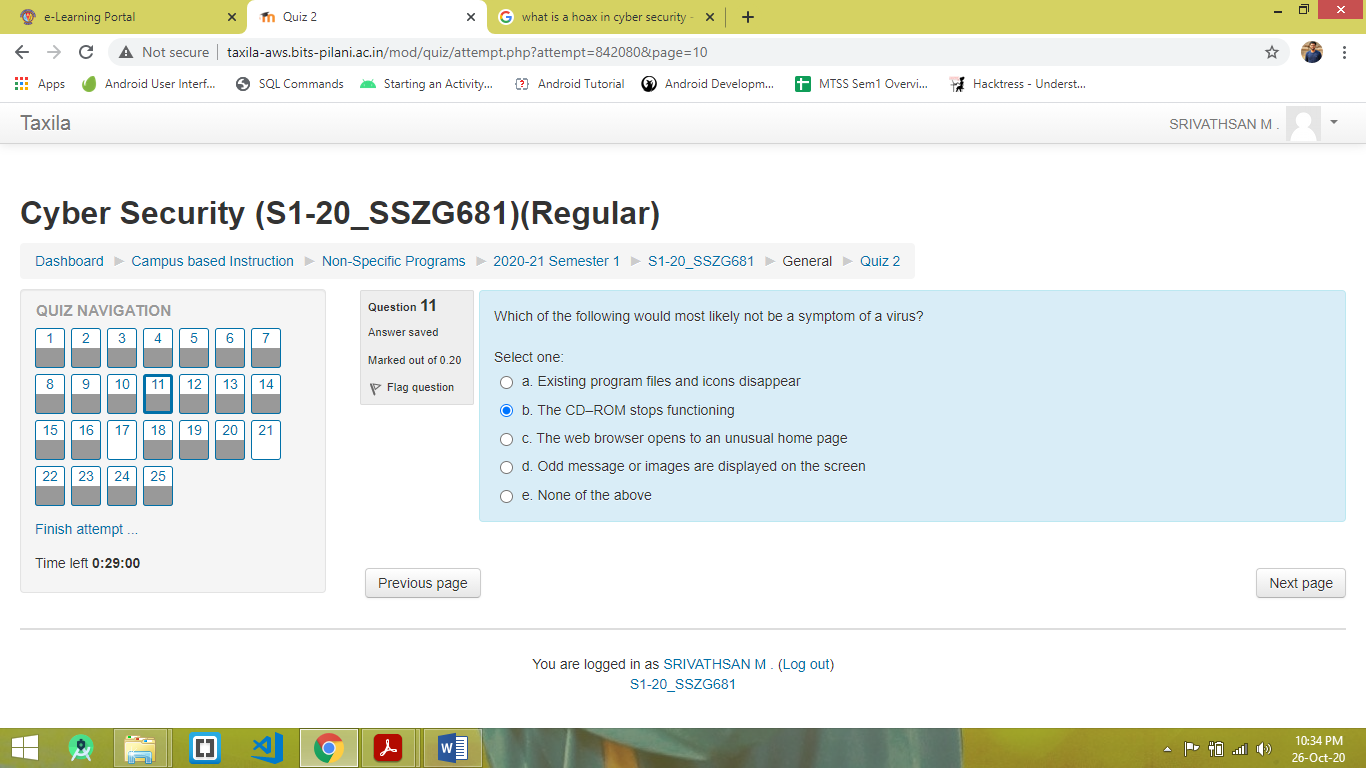 e-Learning Portal
Quiz 2
what is a hoax in cyber security -
Not secure | taxila-aws.bits-pilani.ac.in/mod/quiz/attempt.php?attempt=842080&page=10
Apps Android User Interf... SQL Commands Starting an Activity... Android Tutorial Android Developm... MTSS Sem1 Overvi... Hacktress - Underst...
Taxila
SRIVATHSAN M .
Cyber Security (S1-20_SSZG681)(Regular)
Dashboard ► Campus based Instruction ► Non-Specific Programs ► 2020-21 Semester 1 ► S1-20_SSZG681 ► General ► Quiz 2
QUIZ NAVIGATION
1 2 3 4 5 6 7
8 9 10 11 12 13 14
15 16 17 18 19 20 21
22 23 24 25
Finish attempt ...
Time left 0:29:00
Question 11
Answer saved
Marked out of 0.20
Flag question
Which of the following would most likely not be a symptom of a virus?
Select one:
a. Existing program files and icons disappear
b. The CD–ROM stops functioning
c. The web browser opens to an unusual home page
d. Odd message or images are displayed on the screen
e. None of the above
Previous page
Next page
You are logged in as SRIVATHSAN M . (Log out)
S1-20_SSZG681
10:34 PM
26-Oct-20